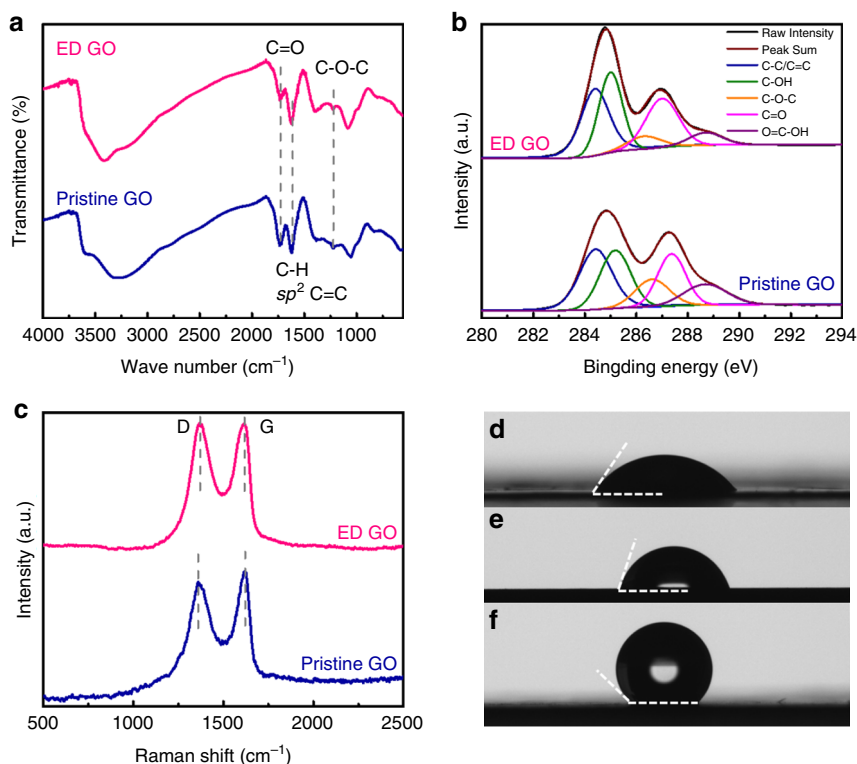 a
ED GO
C=O
C-O-C
Pristine GO
C-H
sp² C=C
Transmittance (%)
4000 3500 3000 2500 2000 1500 1000
Wave number (cm⁻¹)
b
Raw Intensity
Peak Sum
C-C/C=C
C-OH
C-O-C
C=O
O=C-OH
ED GO
Pristine GO
Intensity (a.u.)
280 282 284 286 288 290 292 294
Bingding energy (eV)
c
D G
ED GO
Pristine GO
Intensity (a.u.)
500 1000 1500 2000 2500
Raman shift (cm⁻¹)
d
e
f